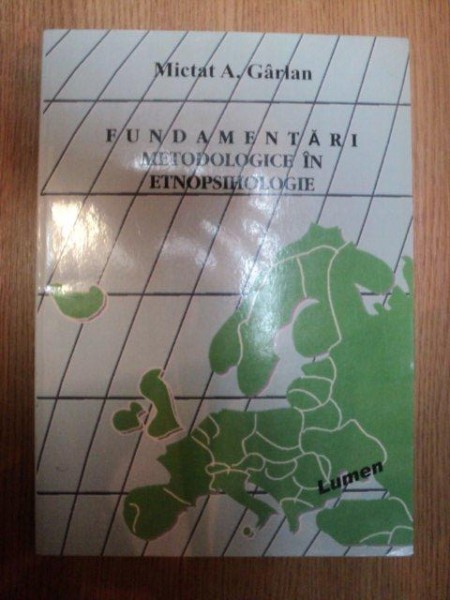 Mictat A. Gârlan
FUNDAMENTĂRI
METODOLOGICE ÎN
ETNOPSIHOLOGIE
Lumen